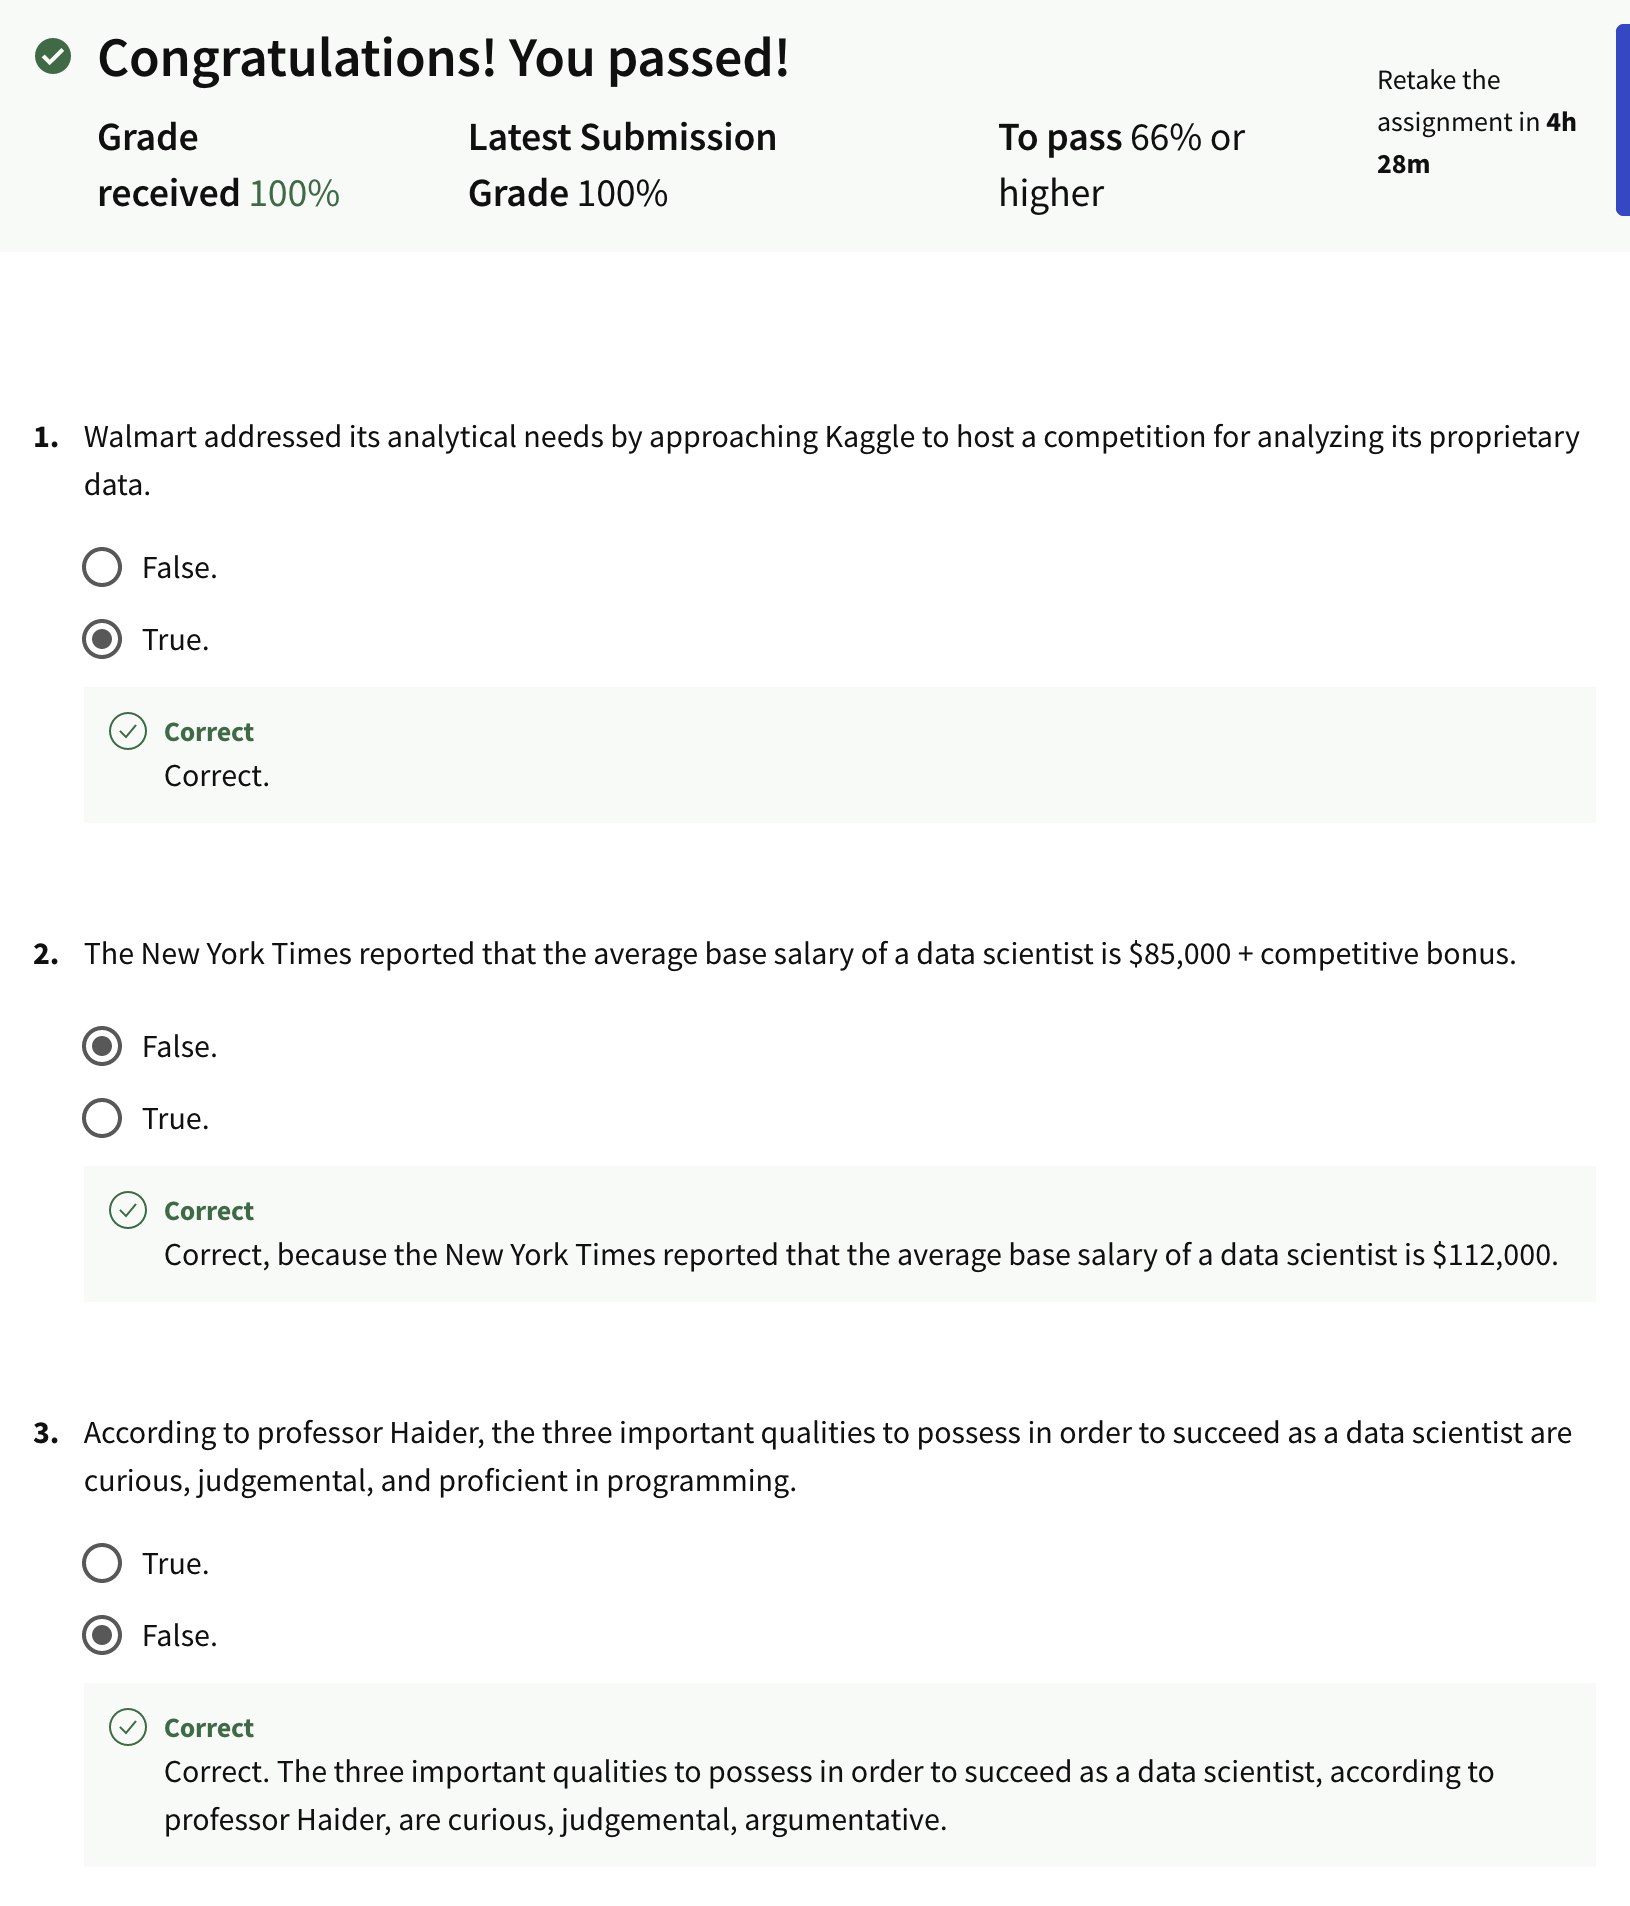 Congratulations! You passed!
Grade
received 100%
Latest Submission
Grade 100%
To pass 66% or
higher
Retake the
assignment in 4h
28m
1. Walmart addressed its analytical needs by approaching Kaggle to host a competition for analyzing its proprietary
data.
False.
True.
Correct
Correct.
2. The New York Times reported that the average base salary of a data scientist is $85,000 + competitive bonus.
False.
True.
Correct
Correct, because the New York Times reported that the average base salary of a data scientist is $112,000.
3. According to professor Haider, the three important qualities to possess in order to succeed as a data scientist are
curious, judgemental, and proficient in programming.
True.
False.
Correct
Correct. The three important qualities to possess in order to succeed as a data scientist, according to
professor Haider, are curious, judgemental, argumentative.